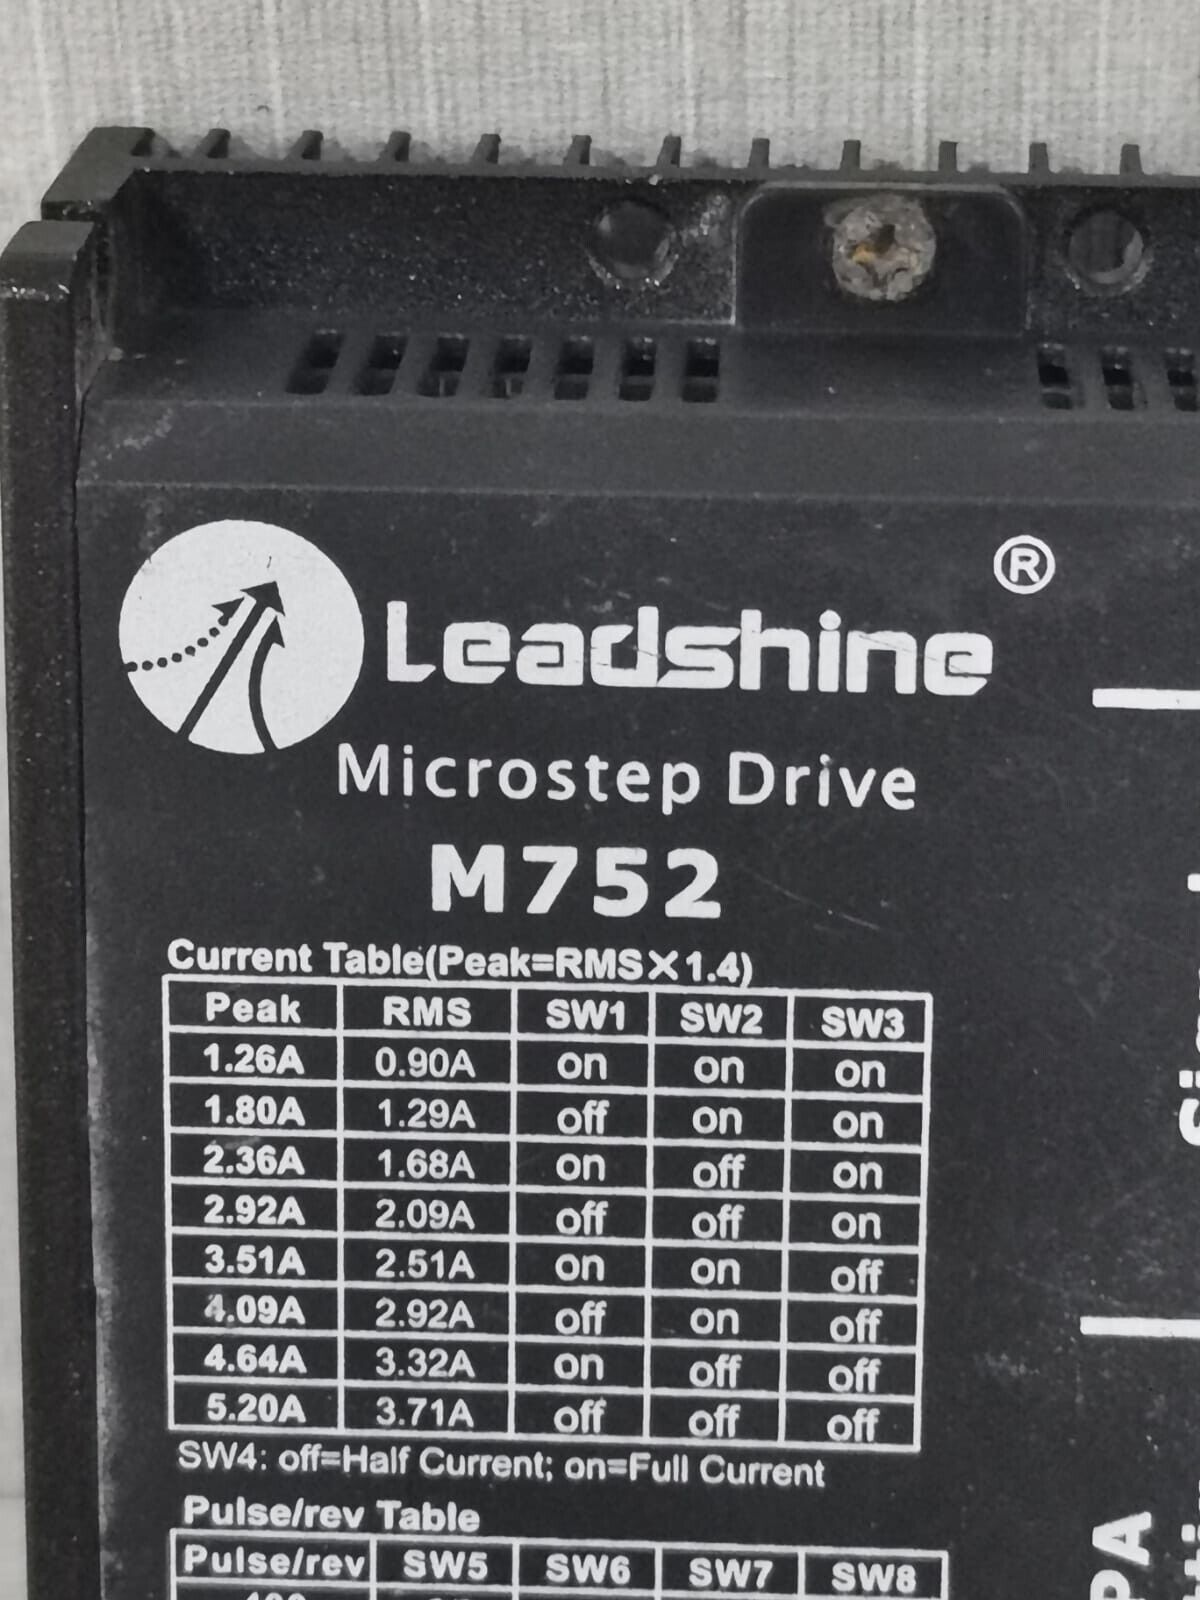 Leadshine ®
Microstep Drive
M752
Current Table(Peak=RMS×1.4)
Peak RMS SW1 SW2 SW3
1.26A 0.90A on on on
1.80A 1.29A off on on
2.36A 1.68A on off on
2.92A 2.09A off off on
3.51A 2.51A on on off
4.09A 2.92A off on off
4.64A 3.32A on off off
5.20A 3.71A off off off
SW4: off=Half Current; on=Full Current
Pulse/rev Table
Pulse/rev SW5 SW6 SW7 SW8